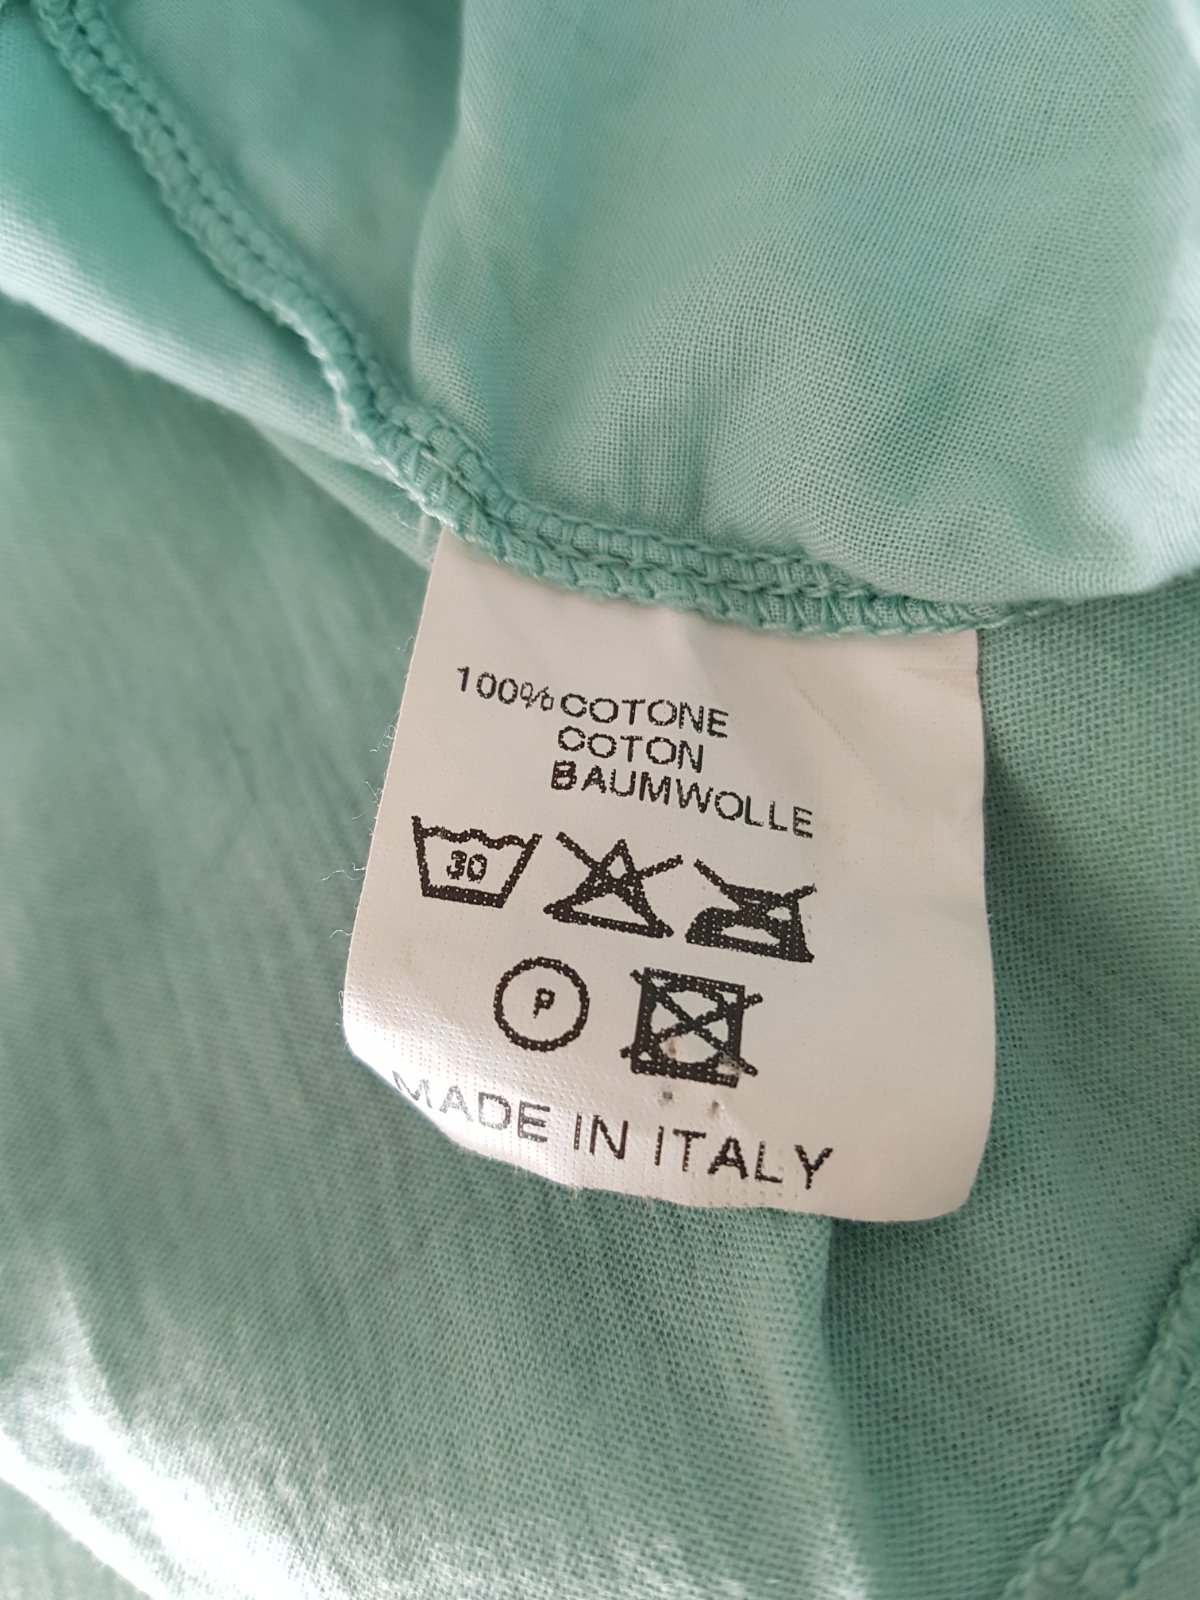 100% COTONE
COTON
BAUMWOLLE
30
P
MADE IN ITALY